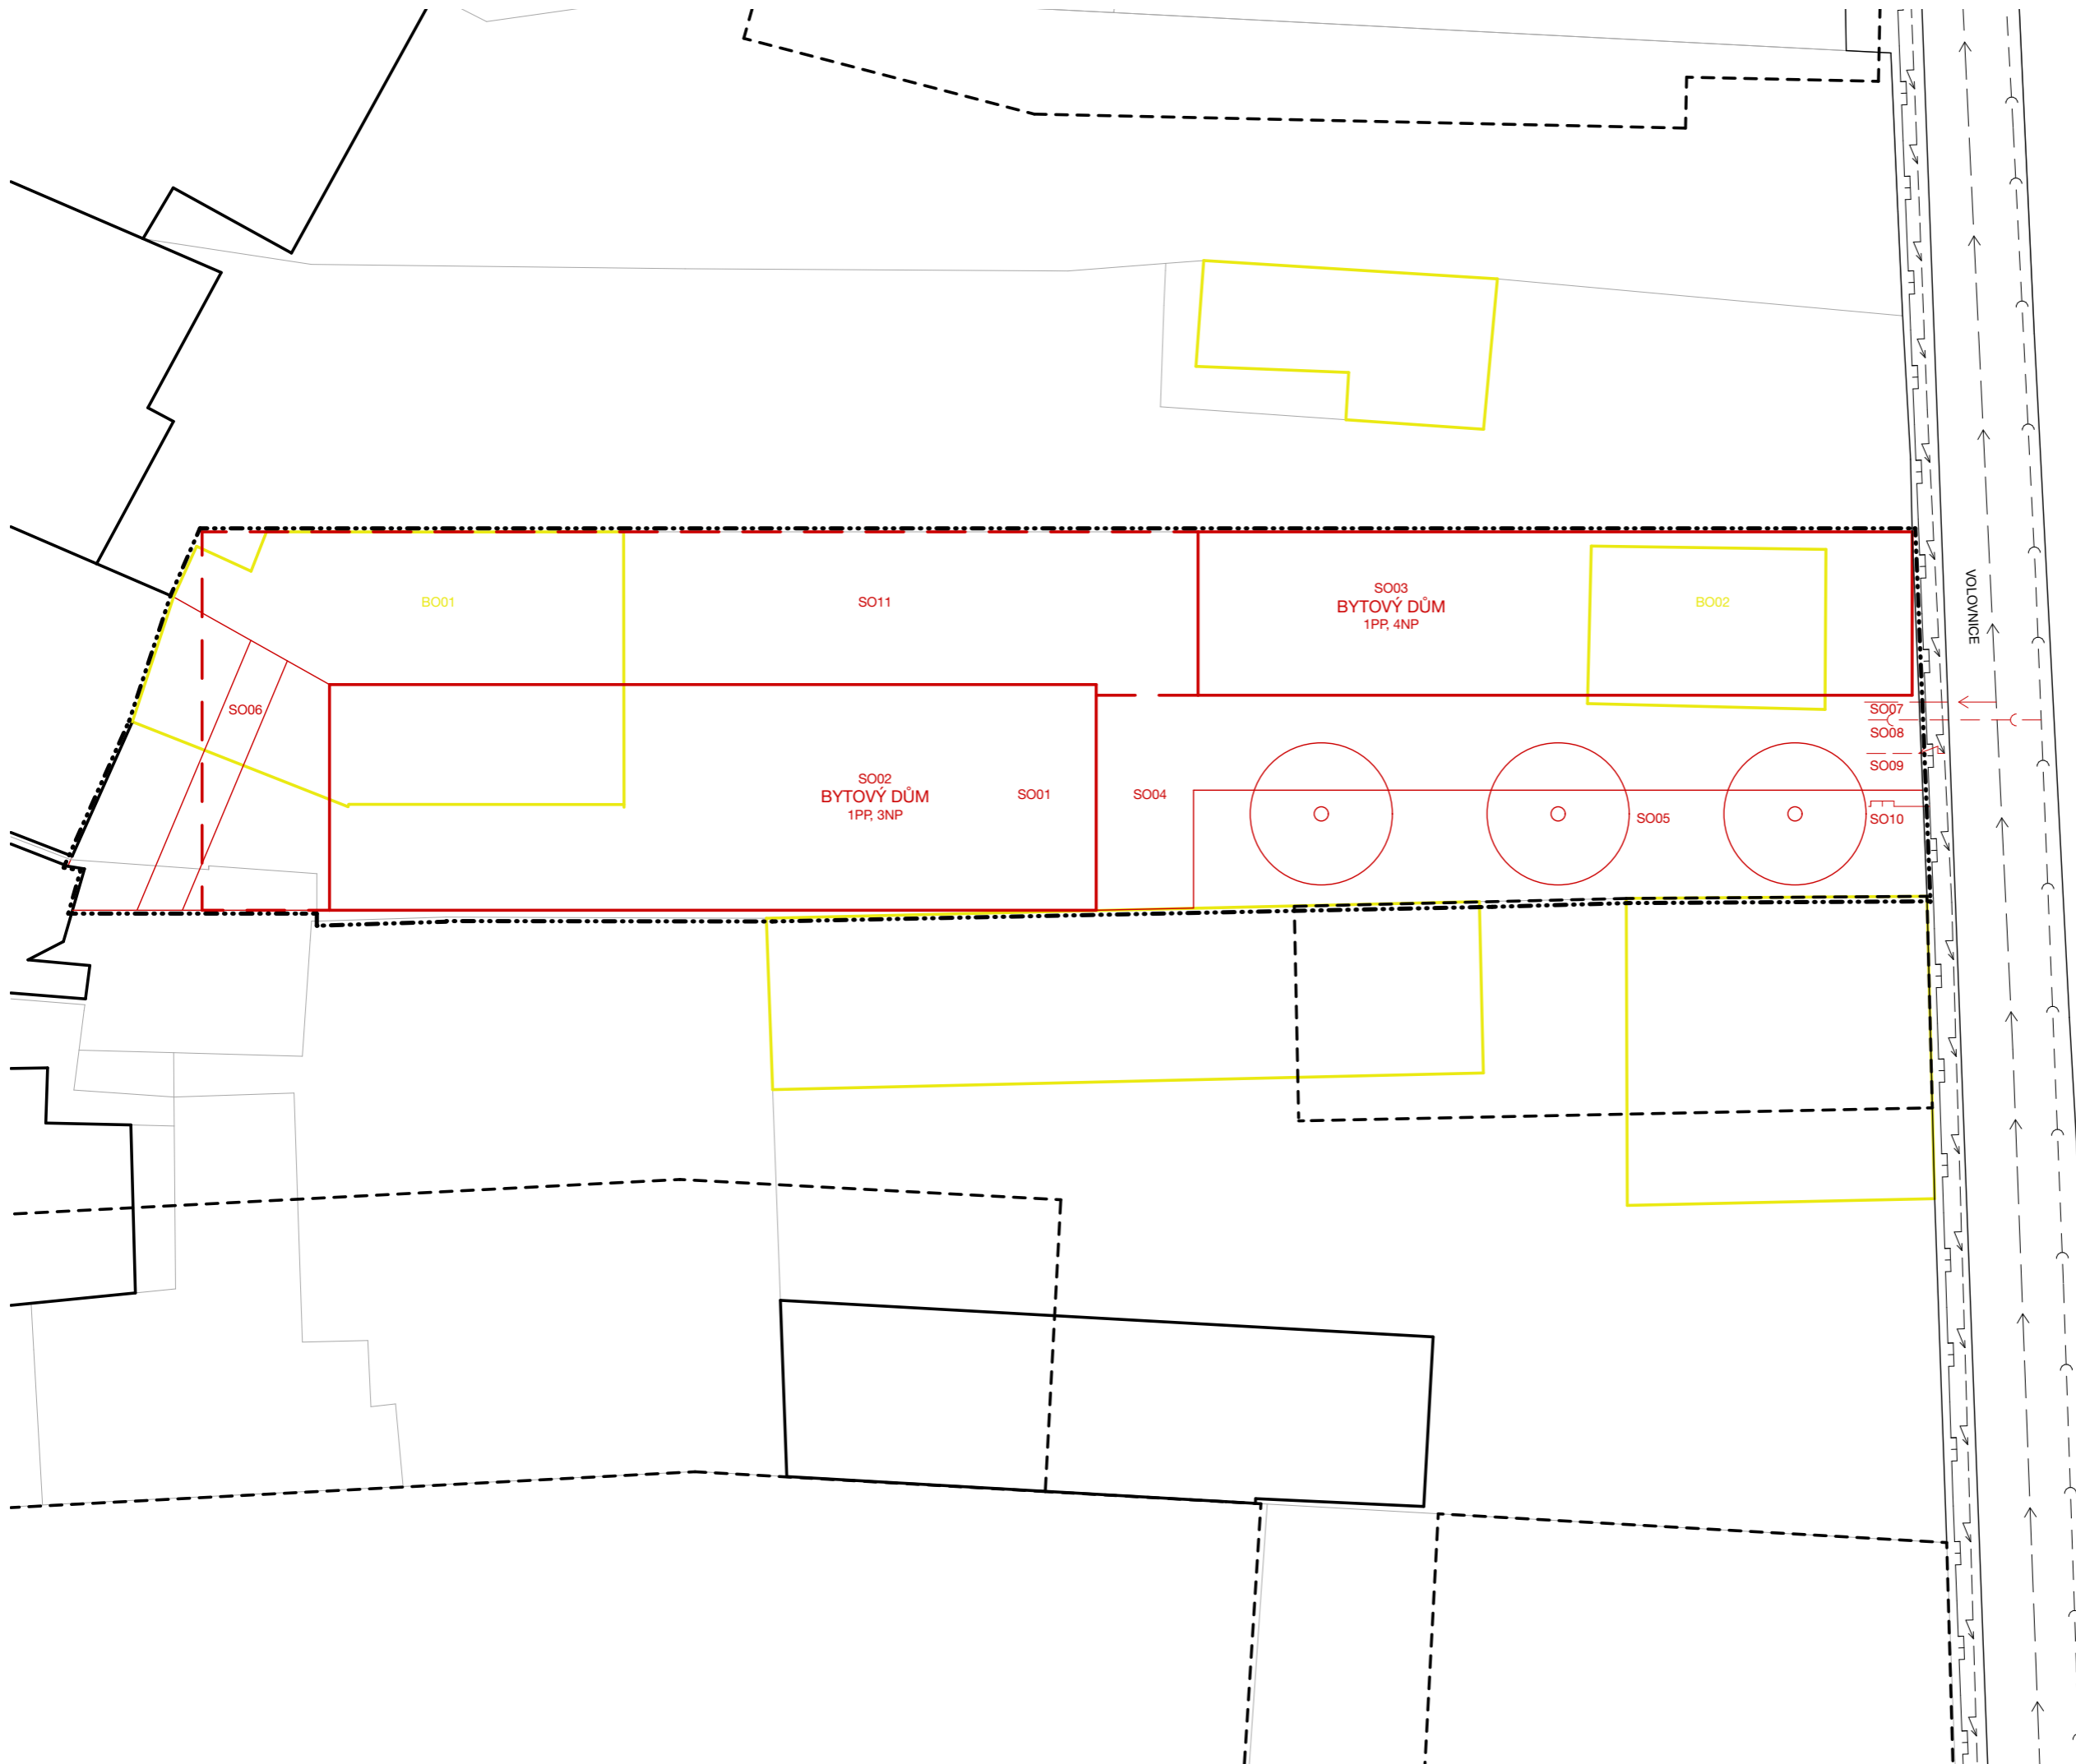 SO03
BYTOVÝ DŮM
1PP, 4NP
BO01
SO11
BO02
VOLOVNICE
SO06
SO07
SO08
SO09
SO02
BYTOVÝ DŮM
1PP, 3NP
SO01
SO04
SO05
SO10